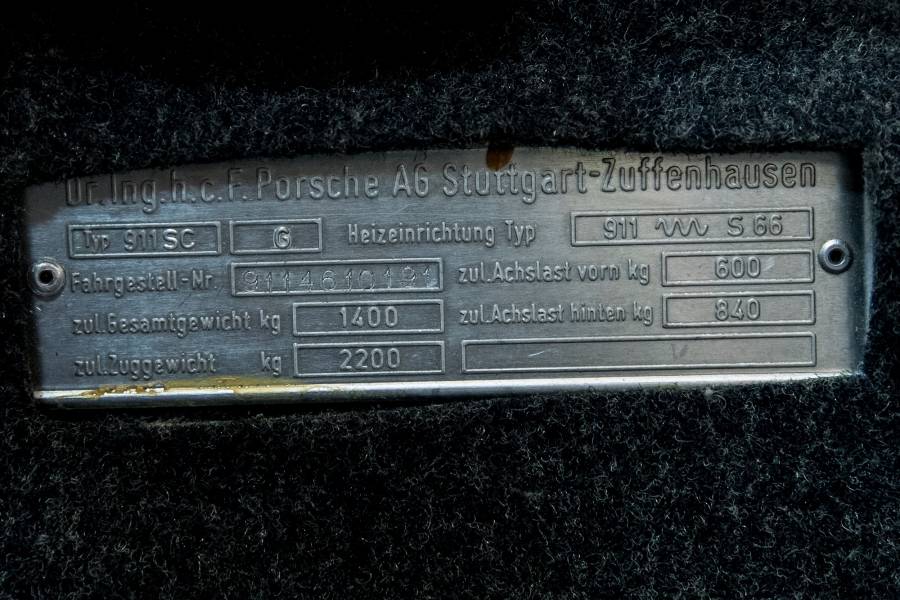 Dr. Ing. h. c. F. Porsche AG Stuttgart-Zuffenhausen
Typ 911 SC G Heizeinrichtung Typ 911 S 66
Fahrgestell-Nr. 9114610191 zul. Achslast vorn kg 600
zul. Gesamtgewicht kg 1400 zul. Achslast hinten kg 840
zul. Zuggewicht kg 2200